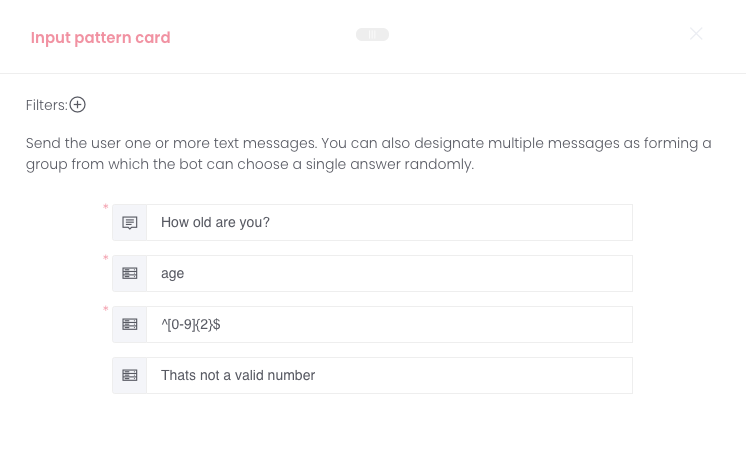 Input pattern card
Filters:
Send the user one or more text messages. You can also designate multiple messages as forming a
group from which the bot can choose a single answer randomly.
* How old are you?
* age
* ^[0-9]{2}$
Thats not a valid number